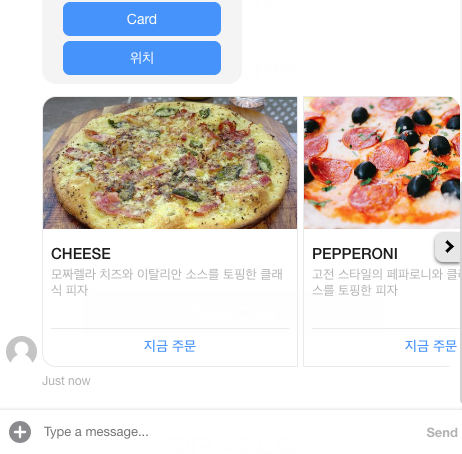 Card
위치
CHEESE
모짜렐라 치즈와 이탈리안 소스를 토핑한 클래
식 피자
지금 주문
PEPPERONI
고전 스타일의 페파로니와 클
스를 토핑한 피자
지금 주문
Just now
Type a message...
Send